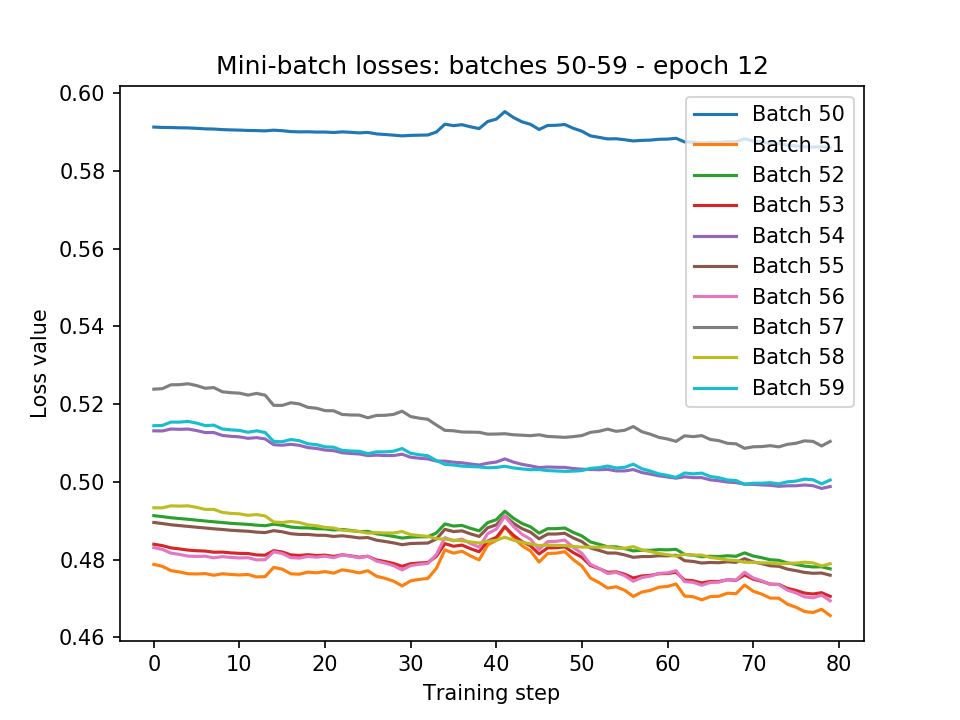 Mini-batch losses: batches 50-59 - epoch 12
Loss value
0.60
0.58
0.56
0.54
0.52
0.50
0.48
0.46
0 10 20 30 40 50 60 70 80
Training step
Batch 50
Batch 51
Batch 52
Batch 53
Batch 54
Batch 55
Batch 56
Batch 57
Batch 58
Batch 59